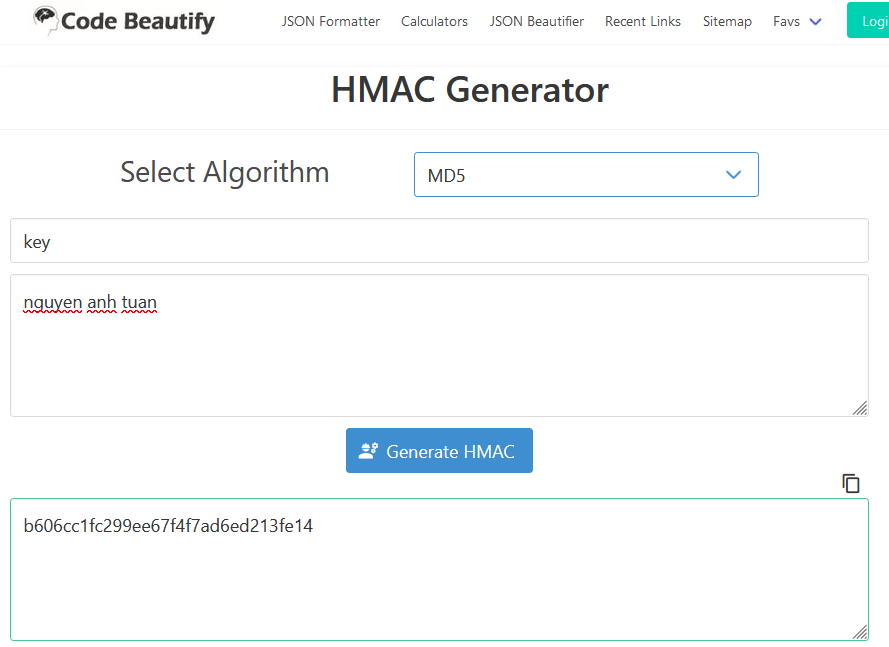 Code Beautify JSON Formatter Calculators JSON Beautifier Recent Links Sitemap Favs Logi
HMAC Generator
Select Algorithm MD5
key
nguyen anh tuan
Generate HMAC
b606cc1fc299ee67f4f7ad6ed213fe14